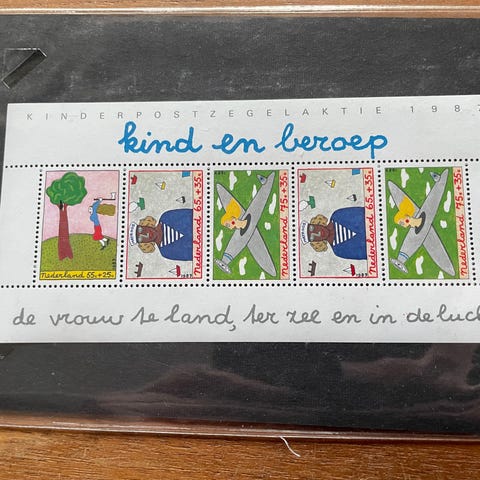 KINDERPOSTZEGELAKTIE 1987
kind en beroep
Nederland 55c+25c
Nederland 65c+35c
Nederland 75c+35c
Nederland 65c+35c
Nederland 75c+35c
de vrouw te land, ter zee en in de luch